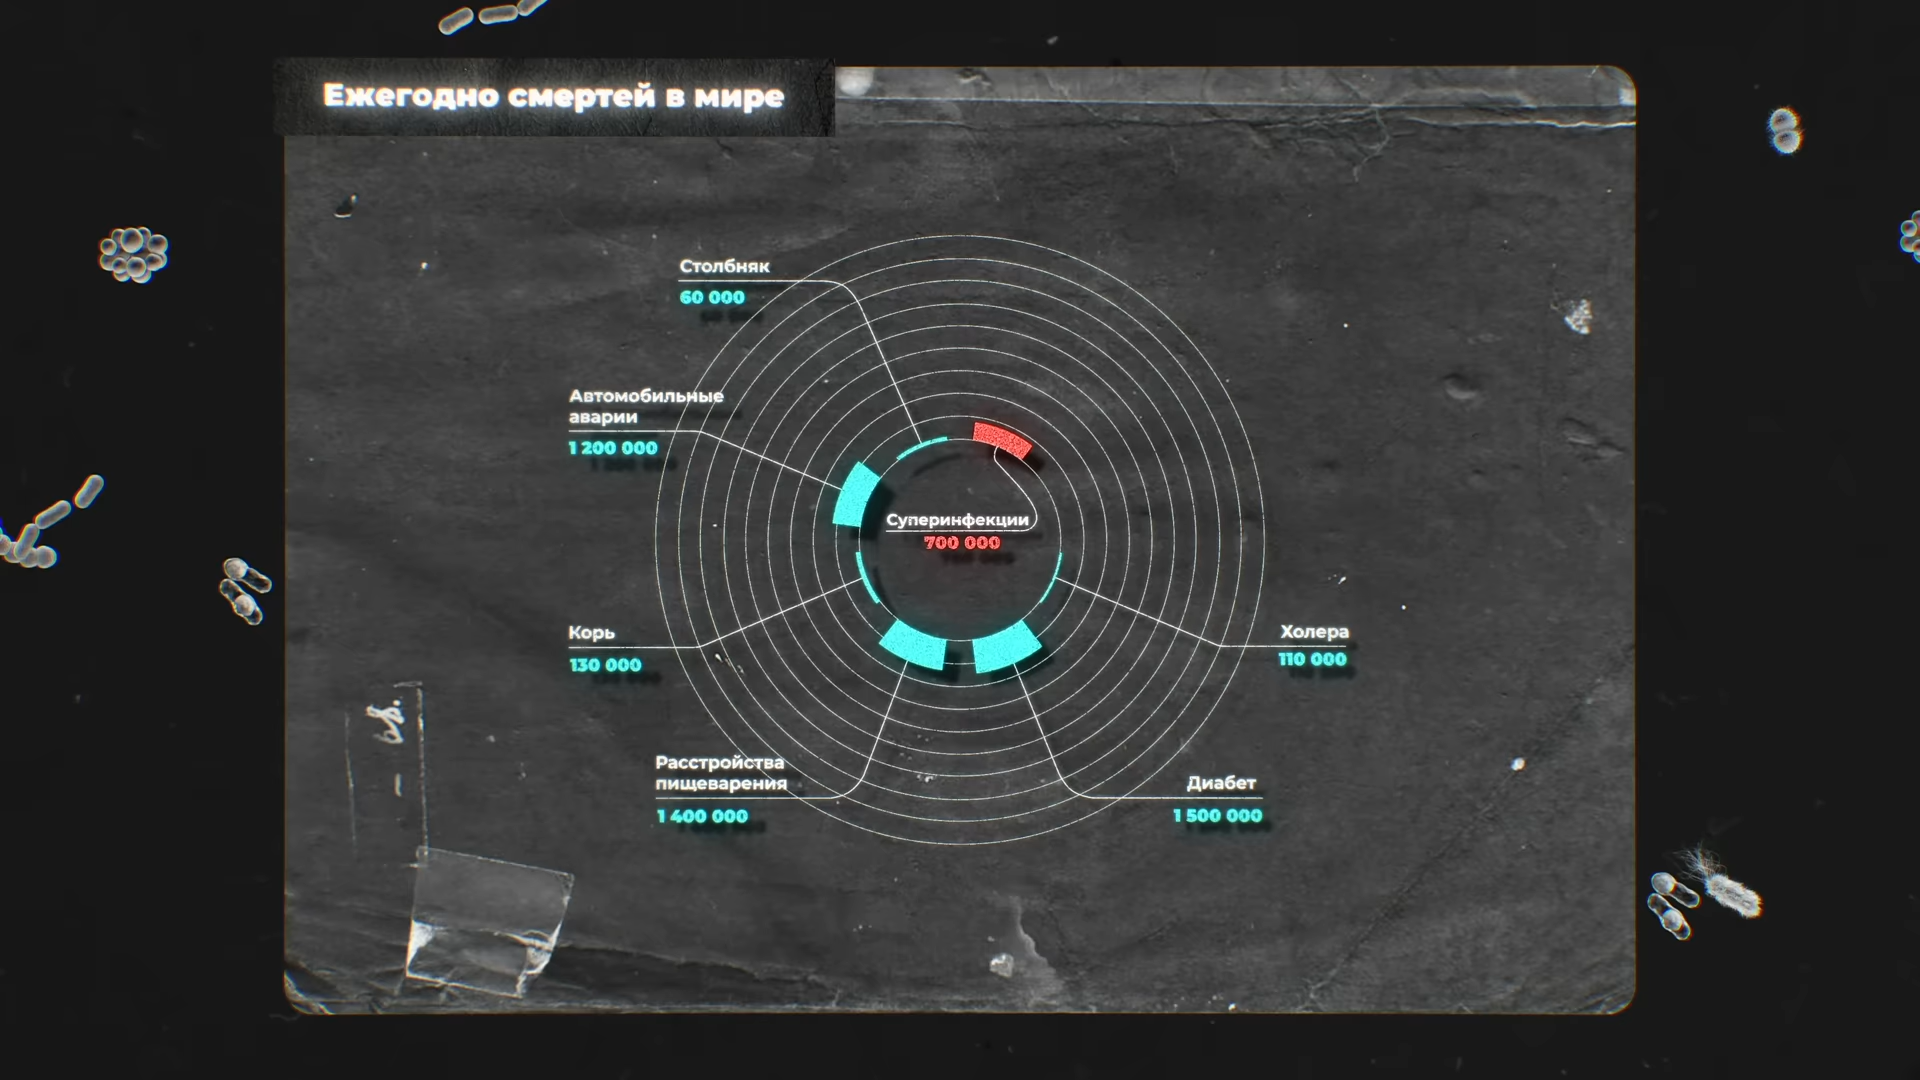 Ежегодно смертей в мире
Столбняк
60 000
Автомобильные
аварии
1 200 000
Суперинфекции
700 000
Корь
130 000
Холера
110 000
Расстройства
пищеварения
1 400 000
Диабет
1 500 000